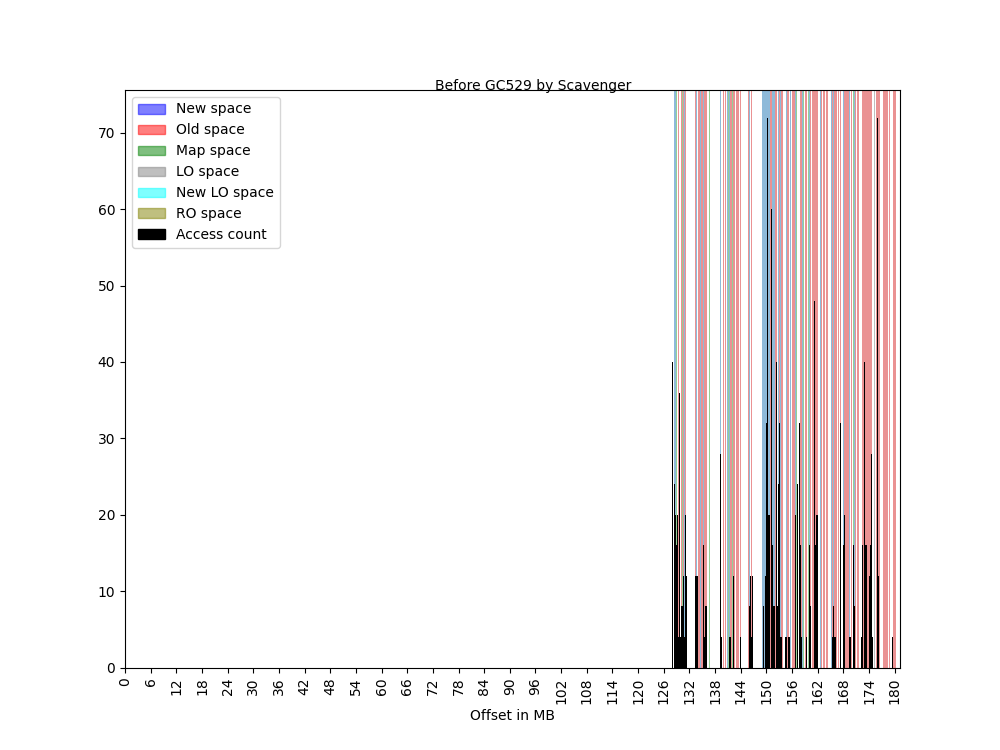 Before GC529 by Scavenger
New space
Old space
Map space
LO space
New LO space
RO space
Access count
70
60
50
40
30
20
10
0
0 6 12 18 24 30 36 42 48 54 60 66 72 78 84 90 96 102 108 114 120 126 132 138 144 150 156 162 168 174 180
Offset in MB